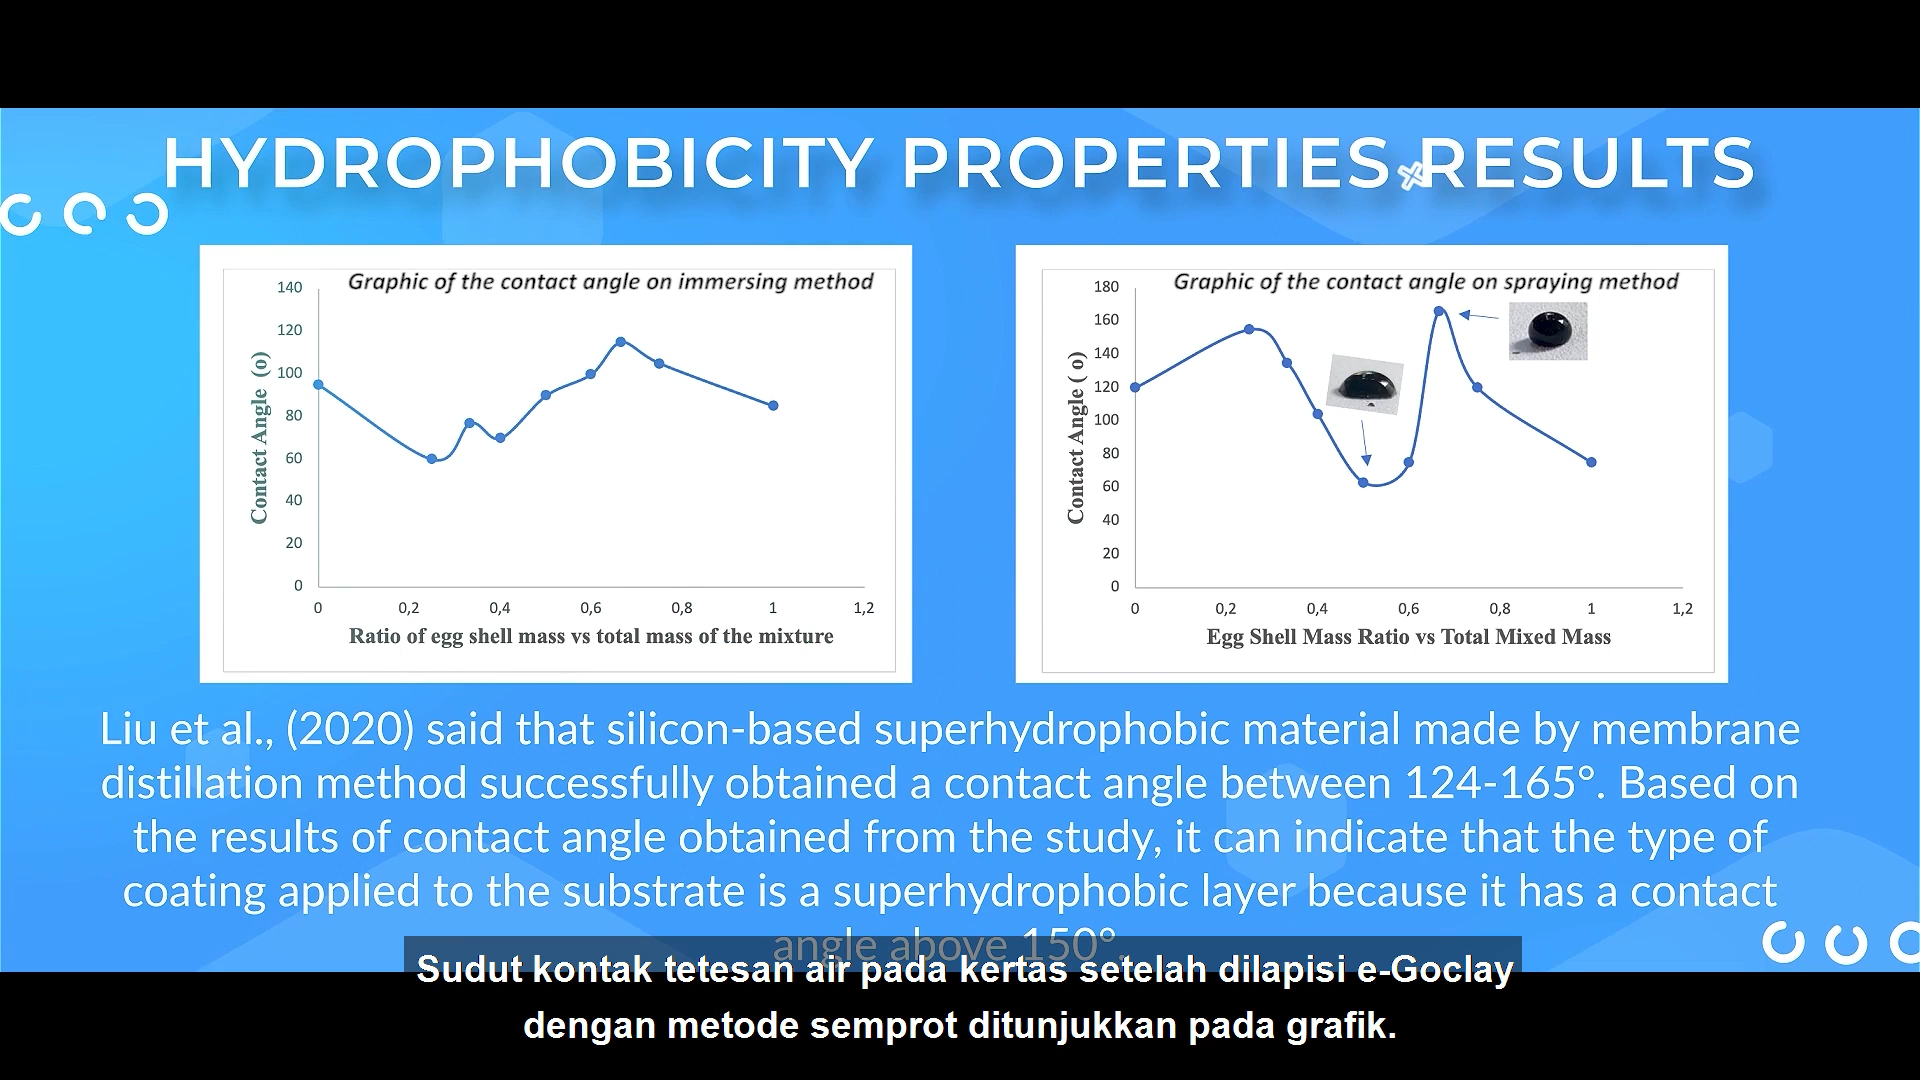 HYDROPHOBICITY PROPERTIES RESULTS
Graphic of the contact angle on immersing method
140
120
100
80
60
40
20
0
Contact Angle (o)
0 0,2 0,4 0,6 0,8 1 1,2
Ratio of egg shell mass vs total mass of the mixture
Graphic of the contact angle on spraying method
180
160
140
120
100
80
60
40
20
0
Contact Angle ( o)
0 0,2 0,4 0,6 0,8 1 1,2
Egg Shell Mass Ratio vs Total Mixed Mass
Liu et al., (2020) said that silicon-based superhydrophobic material made by membrane
distillation method successfully obtained a contact angle between 124-165°. Based on
the results of contact angle obtained from the study, it can indicate that the type of
coating applied to the substrate is a superhydrophobic layer because it has a contact
angle above 150°.
Sudut kontak tetesan air pada kertas setelah dilapisi e-Goclay
dengan metode semprot ditunjukkan pada grafik.